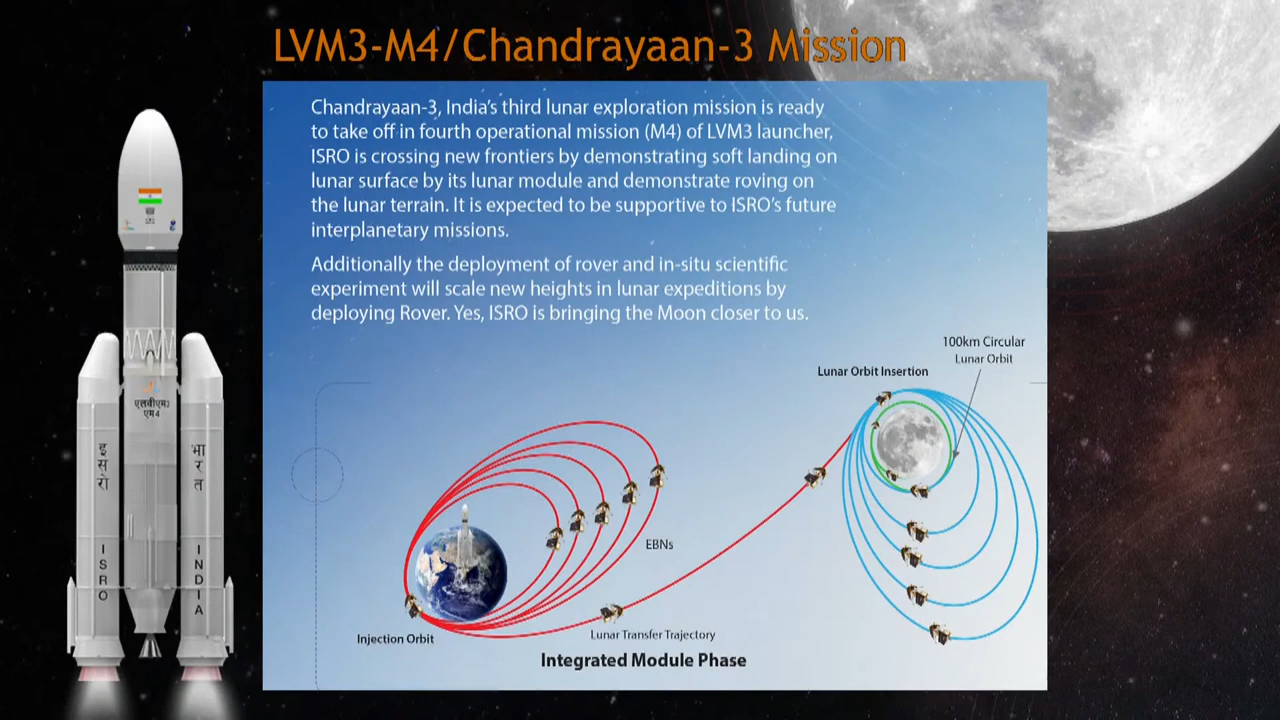 LVM3-M4/Chandrayaan-3 Mission
Chandrayaan-3, India's third lunar exploration mission is ready
to take off in fourth operational mission (M4) of LVM3 launcher,
ISRO is crossing new frontiers by demonstrating soft landing on
lunar surface by its lunar module and demonstrate roving on
the lunar terrain. It is expected to be supportive to ISRO's future
interplanetary missions.
Additionally the deployment of rover and in-situ scientific
experiment will scale new heights in lunar expeditions by
deploying Rover. Yes, ISRO is bringing the Moon closer to us.
100km Circular
Lunar Orbit
Lunar Orbit Insertion
EBNs
Injection Orbit
Lunar Transfer Trajectory
Integrated Module Phase
एलवीएम3
एम4
इसरो
भारत
ISRO
INDIA